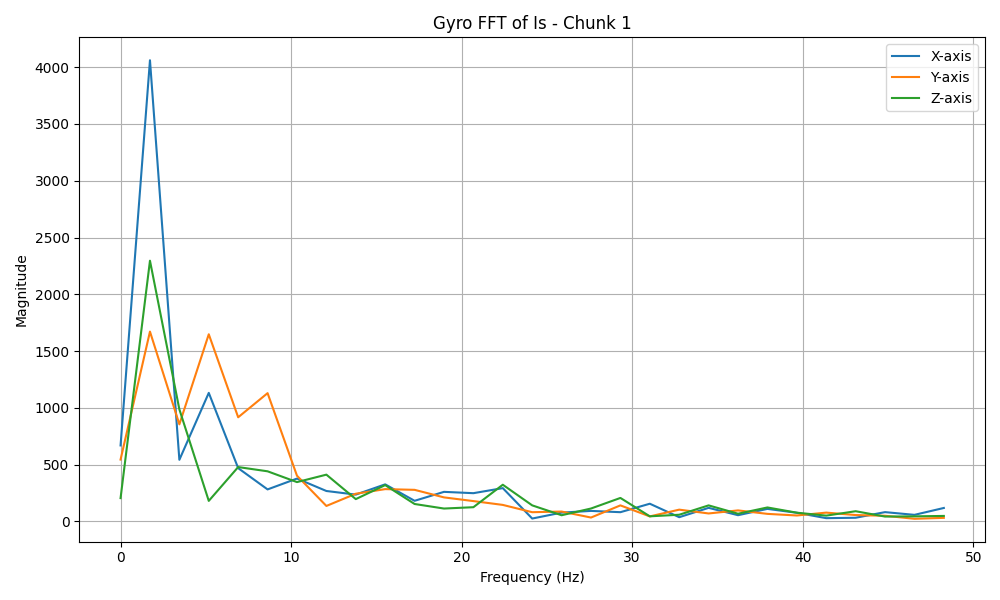 Gyro FFT of Is - Chunk 1
X-axis
Y-axis
Z-axis
4000
3500
3000
2500
2000
1500
1000
500
0
Magnitude
0 10 20 30 40 50
Frequency (Hz)